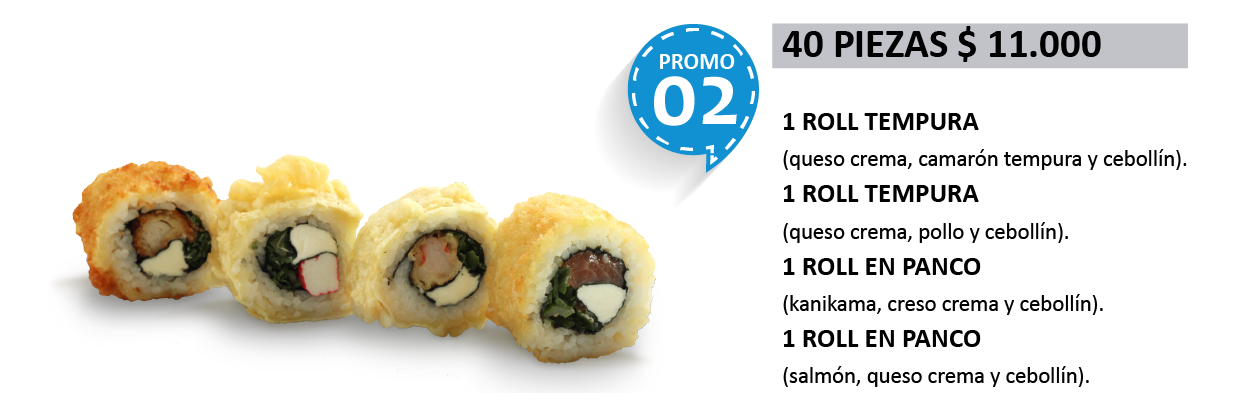 PROMO
02
1
40 PIEZAS $ 11.000
1 ROLL TEMPURA
(queso crema, camarón tempura y cebollín).
1 ROLL TEMPURA
(queso crema, pollo y cebollín).
1 ROLL EN PANCO
(kanikama, creso crema y cebollín).
1 ROLL EN PANCO
(salmón, queso crema y cebollín).